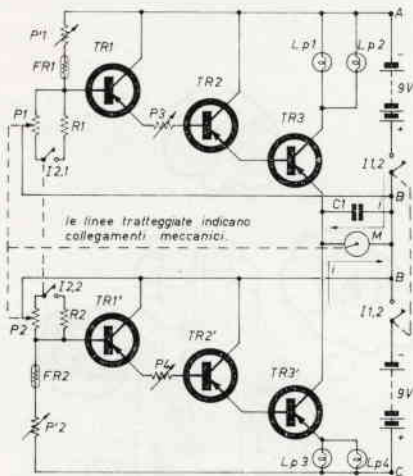 A
P'1
TR1
Lp1
Lp2
FR1
TR2
9V
P1
R1
P3
TR3
I2,1
I1,2
C1
i
B
le linee tratteggiate indicano
collegamenti meccanici.
M
i
B
I2,2
I1,2
P2
R2
TR1'
TR2'
P4
FR2
TR3'
9V
P'2
Lp3
Lp4
C